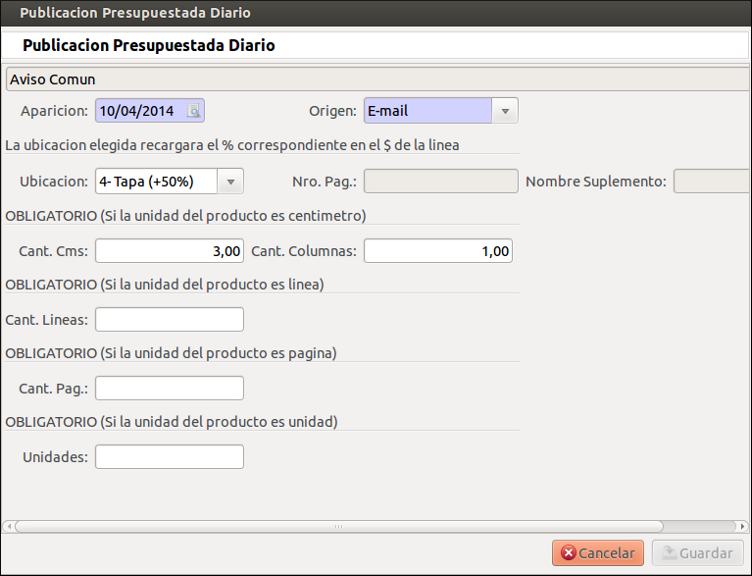 Publicacion Presupuestada Diario
Publicacion Presupuestada Diario
Aviso Comun
Aparicion: 10/04/2014 Origen: E-mail
La ubicacion elegida recargara el % correspondiente en el $ de la linea
Ubicacion: 4- Tapa (+50%) Nro. Pag.: Nombre Suplemento:
OBLIGATORIO (Si la unidad del producto es centimetro)
Cant. Cms: 3,00 Cant. Columnas: 1,00
OBLIGATORIO (Si la unidad del producto es linea)
Cant. Lineas:
OBLIGATORIO (Si la unidad del producto es pagina)
Cant. Pag.:
OBLIGATORIO (Si la unidad del producto es unidad)
Unidades:
Cancelar Guardar